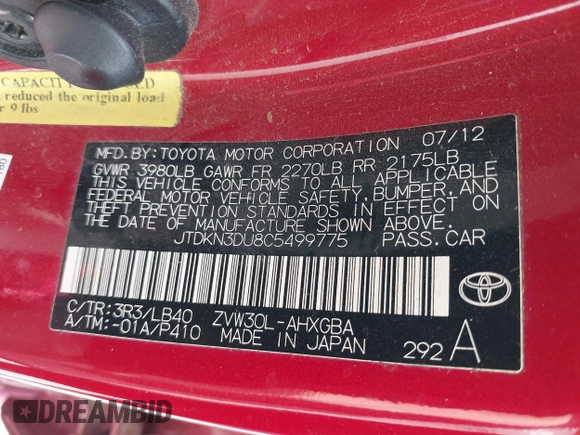 CAPACITY
reduced the original load
9 lbs
MFD. BY: TOYOTA MOTOR CORPORATION 07/12
GVWR 3980LB GAWR FR 2270LB RR 2175LB
THIS VEHICLE CONFORMS TO ALL APPLICABLE
FEDERAL MOTOR VEHICLE SAFETY, BUMPER, AND
THEFT PREVENTION STANDARDS IN EFFECT ON
THE DATE OF MANUFACTURE SHOWN ABOVE.
JTDKN3DU8C5499775 PASS. CAR
C/TR: 3R3/LB40 ZVW30L-AHXGBA
A/TM: -01A/P410 MADE IN JAPAN
292 A
DREAMBID